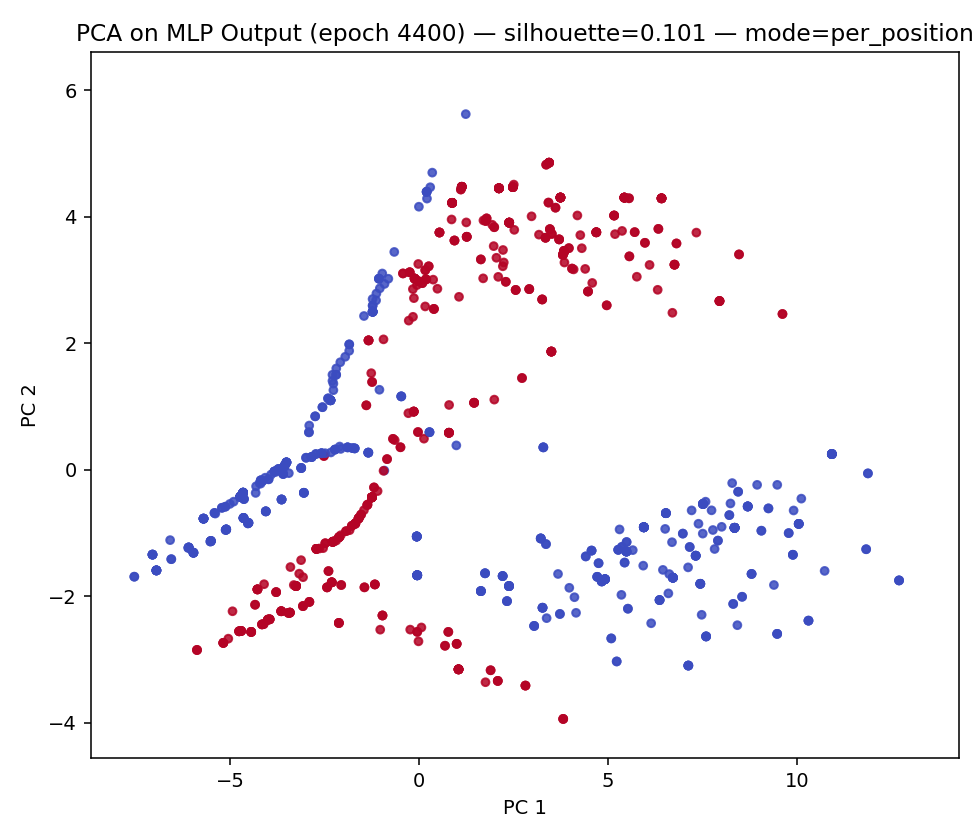 PCA on MLP Output (epoch 4400) — silhouette=0.101 — mode=per_position
6
4
2
0
−2
−4
PC 2
−5 0 5 10
PC 1